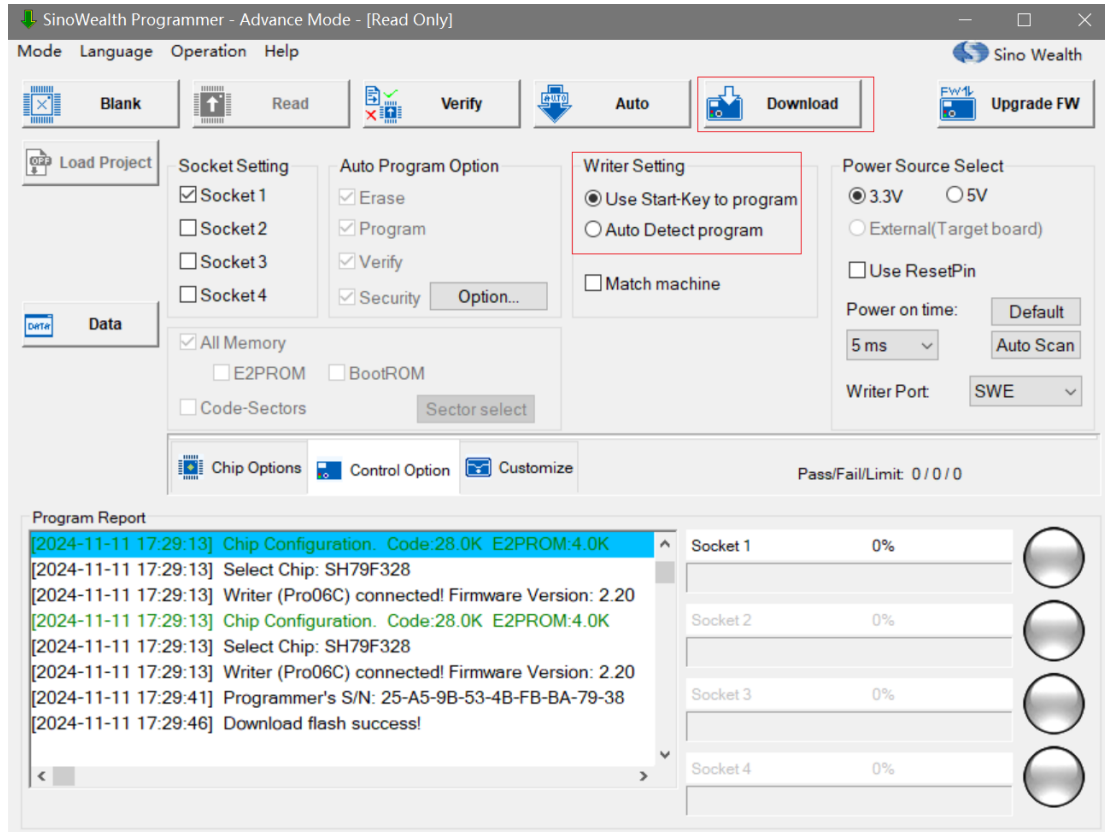 SinoWealth Programmer - Advance Mode - [Read Only]
Mode Language Operation Help
Sino Wealth
Blank Read Verify AUTO Auto Download FW Upgrade FW
OFF Load Project
DATA Data
Socket Setting
Socket 1
Socket 2
Socket 3
Socket 4
Auto Program Option
Erase
Program
Verify
Security Option...
Writer Setting
Use Start-Key to program
Auto Detect program
Match machine
Power Source Select
3.3V 5V
External(Target board)
Use ResetPin
Power on time: Default
5 ms Auto Scan
Writer Port: SWE
All Memory
E2PROM BootROM
Code-Sectors Sector select
Chip Options Control Option Customize
Pass/Fail/Limit: 0 / 0 / 0
Program Report
[2024-11-11 17:29:13] Chip Configuration. Code:28.0K E2PROM:4.0K
[2024-11-11 17:29:13] Select Chip: SH79F328
[2024-11-11 17:29:13] Writer (Pro06C) connected! Firmware Version: 2.20
[2024-11-11 17:29:13] Chip Configuration. Code:28.0K E2PROM:4.0K
[2024-11-11 17:29:13] Select Chip: SH79F328
[2024-11-11 17:29:13] Writer (Pro06C) connected! Firmware Version: 2.20
[2024-11-11 17:29:41] Programmer's S/N: 25-A5-9B-53-4B-FB-BA-79-38
[2024-11-11 17:29:46] Download flash success!
Socket 1 0%
Socket 2 0%
Socket 3 0%
Socket 4 0%